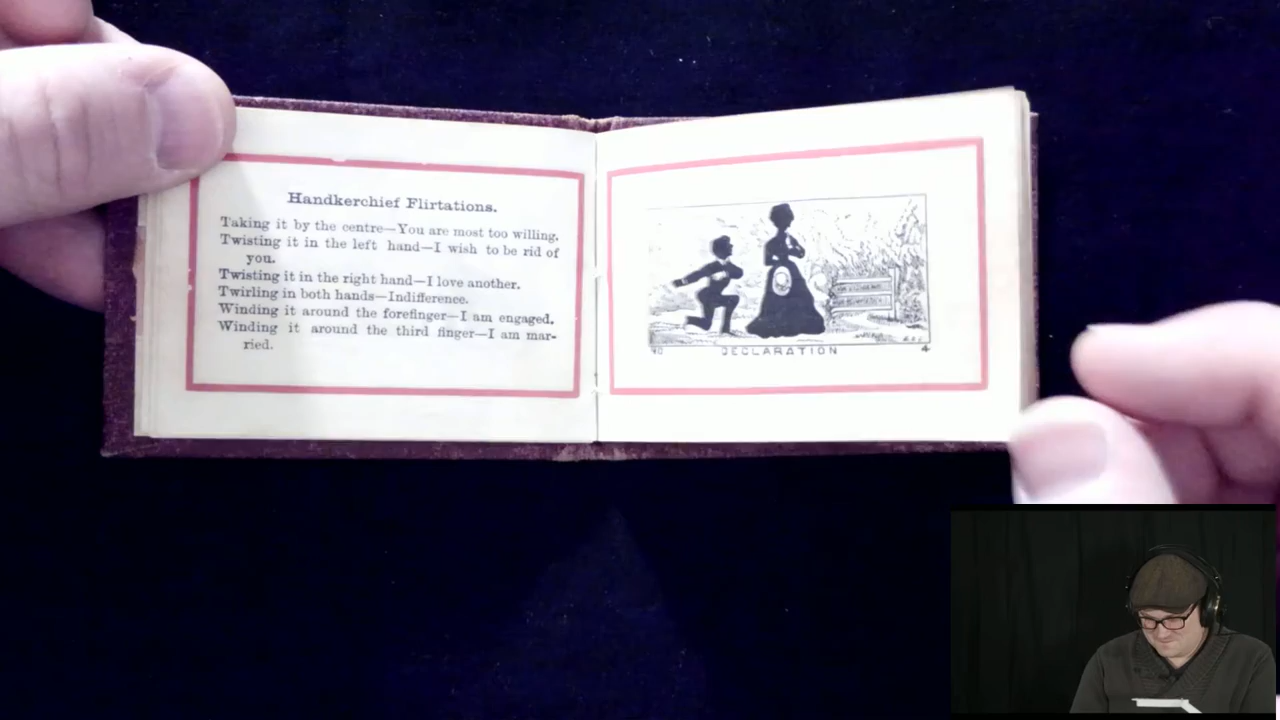 Handkerchief Flirtations.
Taking it by the centre—You are most too willing.
Twisting it in the left hand—I wish to be rid of
you.
Twisting it in the right hand—I love another.
Twirling in both hands—Indifference.
Winding it around the forefinger—I am engaged.
Winding it around the third finger—I am mar-
ried.
DECLARATION 4